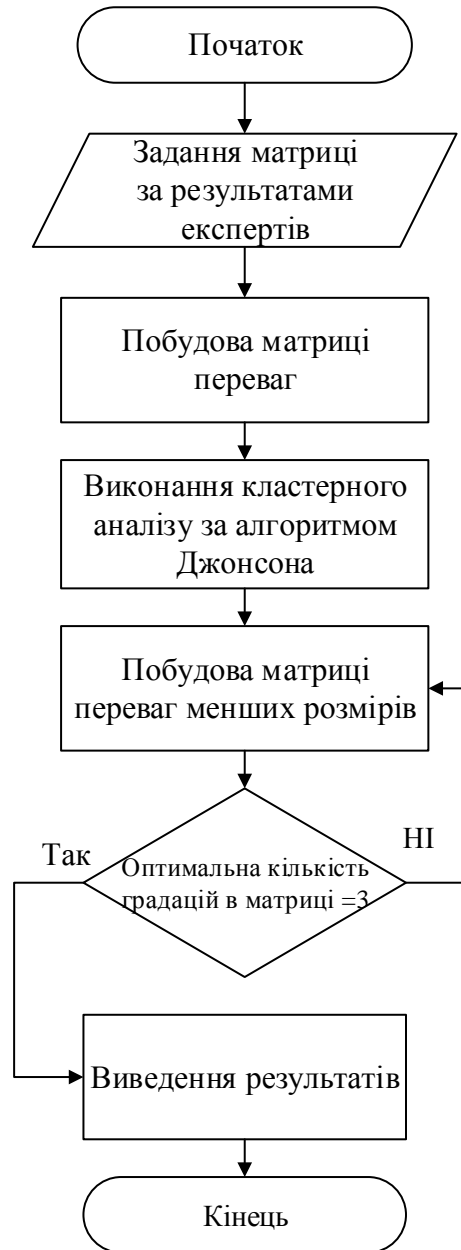 Початок
Задання матриці
за результатами
експертів
Побудова матриці
переваг
Виконання кластерного
аналізу за алгоритмом
Джонсона
Побудова матриці
переваг менших розмірів
Так
НІ
Оптимальна кількість
градацій в матриці =3
Виведення результатів
Кінець